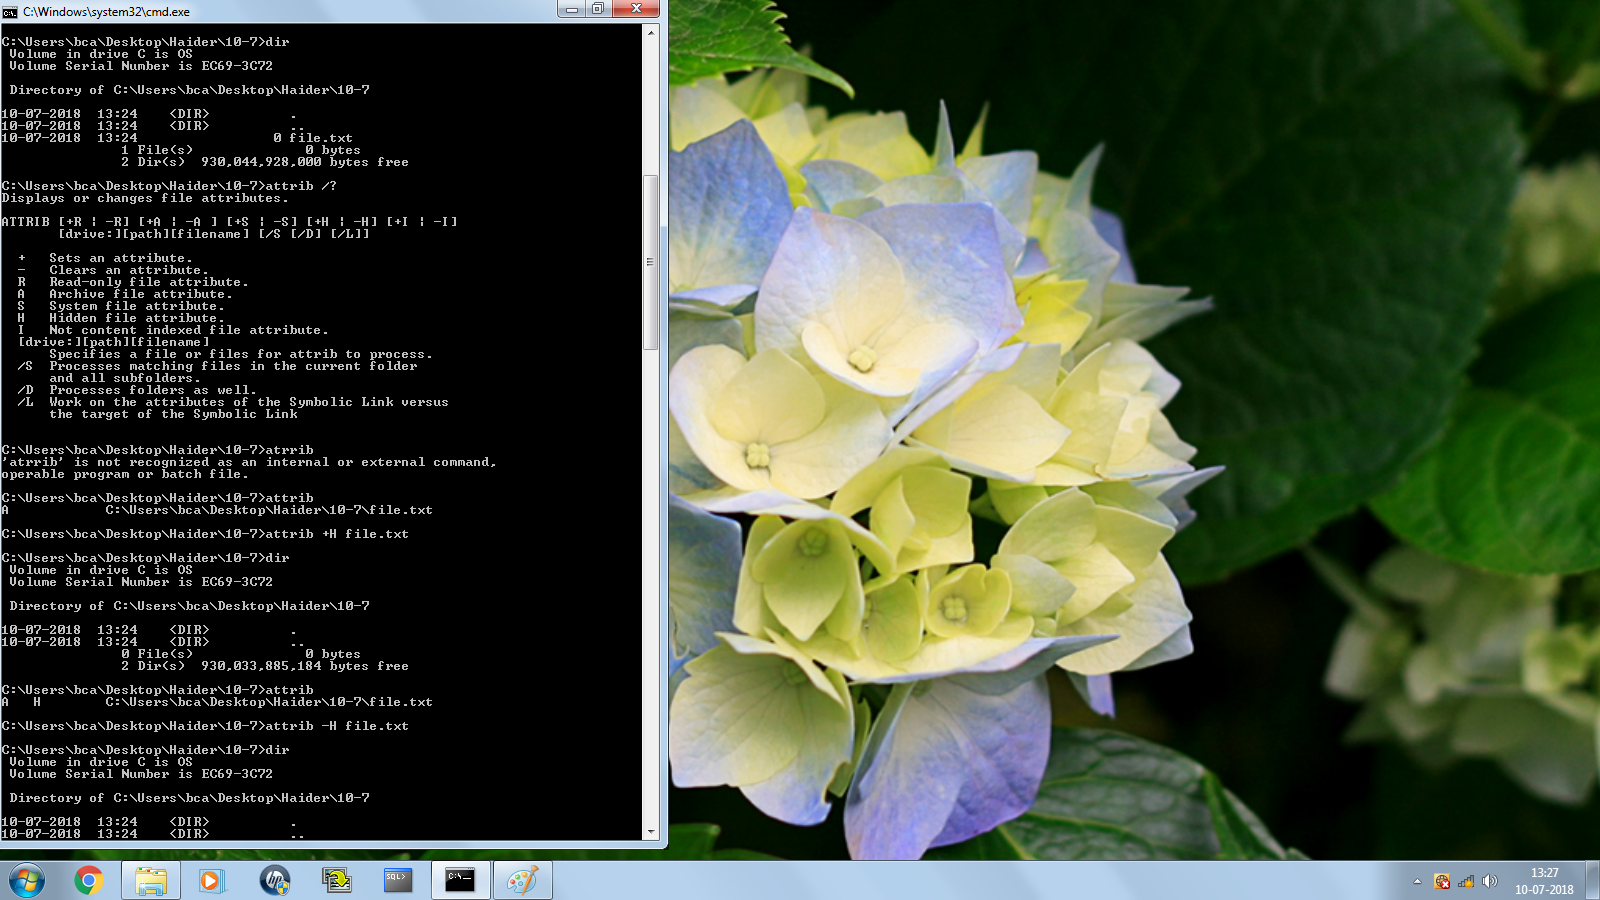 C:\Windows\system32\cmd.exe
C:\Users\bca\Desktop\Haider\10-7>dir
 Volume in drive C is OS
 Volume Serial Number is EC69-3C72
 Directory of C:\Users\bca\Desktop\Haider\10-7
10-07-2018  13:24    <DIR>          .
10-07-2018  13:24    <DIR>          ..
10-07-2018  13:24                 0 file.txt
               1 File(s)              0 bytes
               2 Dir(s)  930,044,928,000 bytes free
C:\Users\bca\Desktop\Haider\10-7>attrib /?
Displays or changes file attributes.
ATTRIB [+R | -R] [+A | -A ] [+S | -S] [+H | -H] [+I | -I]
       [drive:][path][filename] [/S [/D] [/L]]
  +   Sets an attribute.
  -   Clears an attribute.
  R   Read-only file attribute.
  A   Archive file attribute.
  S   System file attribute.
  H   Hidden file attribute.
  I   Not content indexed file attribute.
  [drive:][path][filename]
      Specifies a file or files for attrib to process.
  /S  Processes matching files in the current folder
      and all subfolders.
  /D  Processes folders as well.
  /L  Work on the attributes of the Symbolic Link versus
      the target of the Symbolic Link
C:\Users\bca\Desktop\Haider\10-7>atrrib
'atrrib' is not recognized as an internal or external command,
operable program or batch file.
C:\Users\bca\Desktop\Haider\10-7>attrib
A            C:\Users\bca\Desktop\Haider\10-7\file.txt
C:\Users\bca\Desktop\Haider\10-7>attrib +H file.txt
C:\Users\bca\Desktop\Haider\10-7>dir
 Volume in drive C is OS
 Volume Serial Number is EC69-3C72
 Directory of C:\Users\bca\Desktop\Haider\10-7
10-07-2018  13:24    <DIR>          .
10-07-2018  13:24    <DIR>          ..
               0 File(s)              0 bytes
               2 Dir(s)  930,033,885,184 bytes free
C:\Users\bca\Desktop\Haider\10-7>attrib
A   H        C:\Users\bca\Desktop\Haider\10-7\file.txt
C:\Users\bca\Desktop\Haider\10-7>attrib -H file.txt
C:\Users\bca\Desktop\Haider\10-7>dir
 Volume in drive C is OS
 Volume Serial Number is EC69-3C72
 Directory of C:\Users\bca\Desktop\Haider\10-7
10-07-2018  13:24    <DIR>          .
10-07-2018  13:24    <DIR>          ..
hp
SQL>
C:\_
13:27
10-07-2018